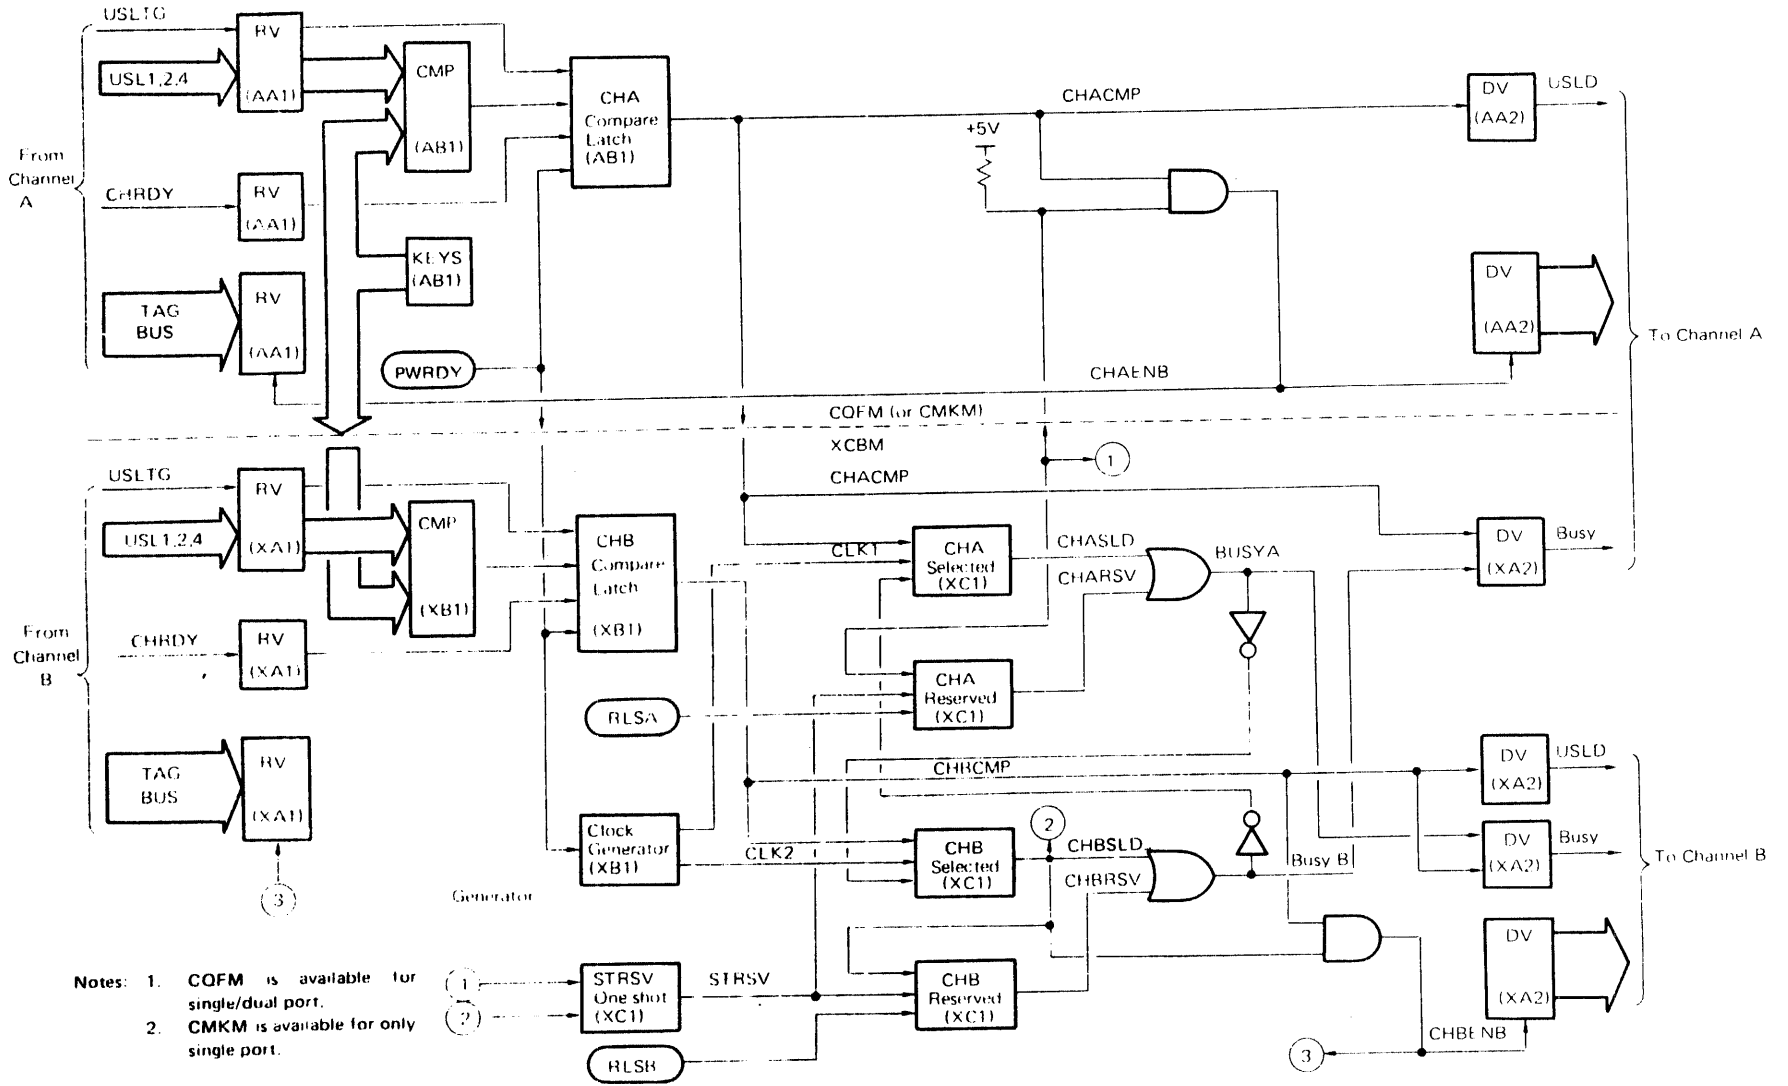 USLTG
RV
(AA1)
USL1,2,4
CMP
(AB1)
CHA
Compare
Latch
(AB1)
CHACMP
DV
(AA2)
USLD
+5V
From
Channel
A
CHRDY
RV
(AA1)
KEYS
(AB1)
TAG
BUS
RV
(AA1)
DV
(AA2)
To Channel A
PWRDY
CHAENB
CQFM (or CMKM)
XCBM
1
USLTG
RV
(XA1)
USL1,2,4
CMP
(XB1)
CHB
Compare
Latch
(XB1)
CHACMP
CLK1
CHA
Selected
(XC1)
CHASLD
CHARSV
BUSYA
DV
(XA2)
Busy
From
Channel
B
CHRDY
RV
(XA1)
CHA
Reserved
(XC1)
RLSA
TAG
BUS
RV
(XA1)
3
CHBCMP
DV
(XA2)
USLD
Clock
Generator
(XB1)
CLK2
CHB
Selected
(XC1)
2
CHBSLD
CHBRSV
Busy B
DV
(XA2)
Busy
To Channel B
Generator
DV
(XA2)
Notes: 1. CQFM is available for
single/dual port.
2. CMKM is available for only
single port.
1
2
STRSV
One shot
(XC1)
STRSV
CHB
Reserved
(XC1)
RLSB
3
CHBENB